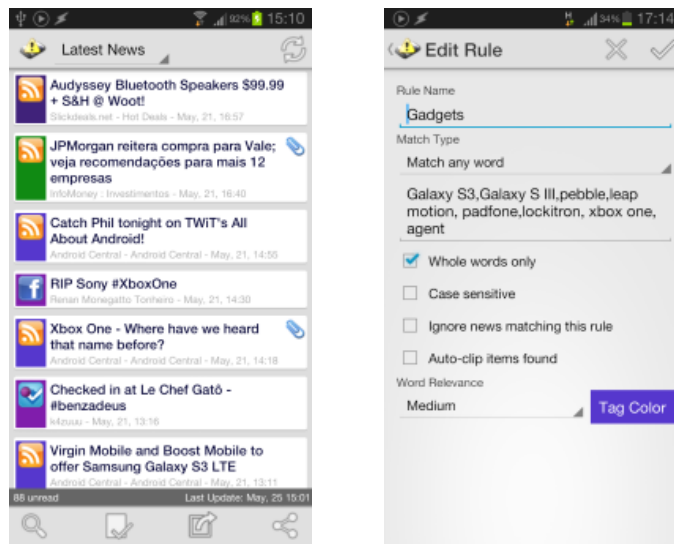 92% 15:10
Latest News
Audyssey Bluetooth Speakers $99.99
+ S&H @ Woot!
Slickdeals.net - Hot Deals - May, 21, 16:57
JPMorgan reitera compra para Vale;
veja recomendações para mais 12
empresas
InfoMoney : Investimentos - May, 21, 16:40
Catch Phil tonight on TWiT's All
About Android!
Android Central - Android Central - May, 21, 14:55
RIP Sony #XboxOne
Renan Monegatto Tonheiro - May, 21, 14:30
Xbox One - Where have we heard
that name before?
Android Central - Android Central - May, 21, 14:18
Checked in at Le Chef Gatô -
#benzadeus
May, 21, 13:16
Virgin Mobile and Boost Mobile to
offer Samsung Galaxy S3 LTE
Android Central - Android Central - May, 21, 13:11
88 unread Last Update: May, 25 15:01
H 34% 17:14
Edit Rule
Rule Name
Gadgets
Match Type
Match any word
Galaxy S3,Galaxy S III,pebble,leap
motion, padfone,lockitron, xbox one,
agent
Whole words only
Case sensitive
Ignore news matching this rule
Auto-clip items found
Word Relevance
Medium
Tag Color